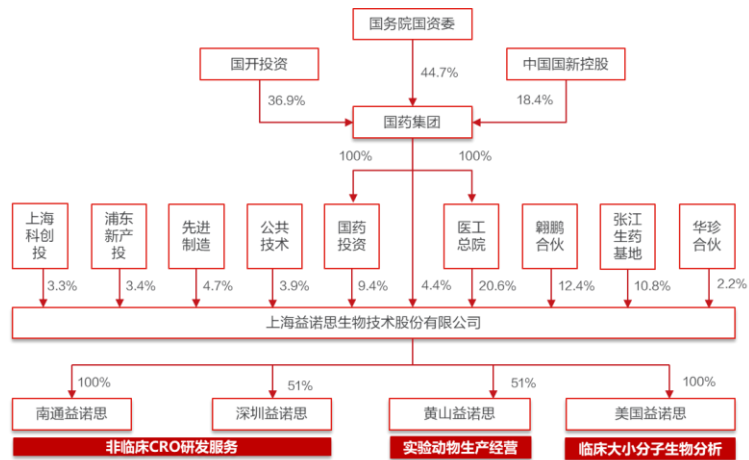 国务院国资委
国开投资
44.7%
中国国新控股
36.9%
18.4%
国药集团
100%
100%
上海
科创
投
浦东
新产
投
先进
制造
公共
技术
国药
投资
医工
总院
翱鹏
合伙
张江
生药
基地
华珍
合伙
3.3%
3.4%
4.7%
3.9%
9.4%
4.4%
20.6%
12.4%
10.8%
2.2%
上海益诺思生物技术股份有限公司
100%
51%
51%
100%
南通益诺思
深圳益诺思
黄山益诺思
美国益诺思
非临床CRO研发服务
实验动物生产经营
临床大小分子生物分析